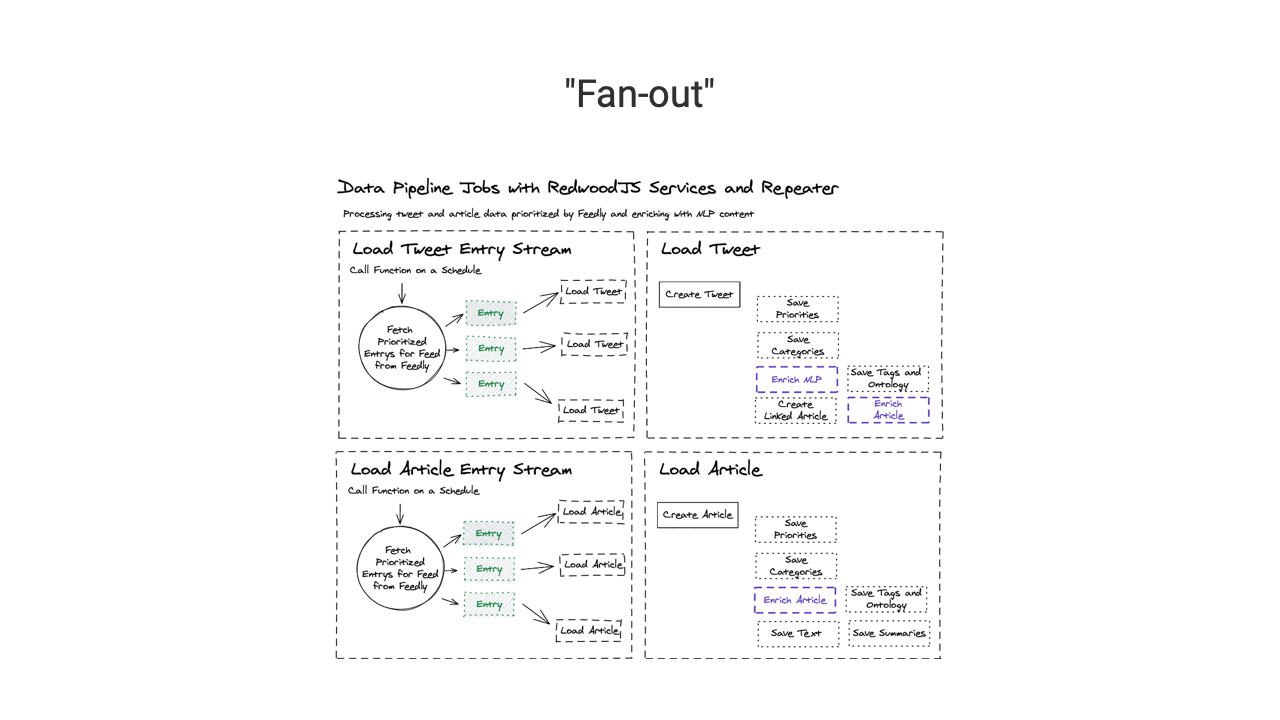 "Fan-out"
Data Pipeline Jobs with RedwoodJS Services and Repeater
Processing tweet and article data prioritized by Feedly and enriching with NLP content
Load Tweet Entry Stream
Call Function on a Schedule
Fetch
Prioritized
Entrys for Feed
from Feedly
Entry
Entry
Entry
Load Tweet
Load Tweet
Load Tweet
Load Tweet
Create Tweet
Save
Priorities
Save
Categories
Enrich NLP
Save Tags and
Ontology
Create
Linked Article
Enrich
Article
Load Article Entry Stream
Call Function on a Schedule
Fetch
Prioritized
Entrys for Feed
from Feedly
Entry
Entry
Entry
Load Article
Load Article
Load Article
Load Article
Create Article
Save
Priorities
Save
Categories
Enrich Article
Save Tags and
Ontology
Save Text
Save Summaries